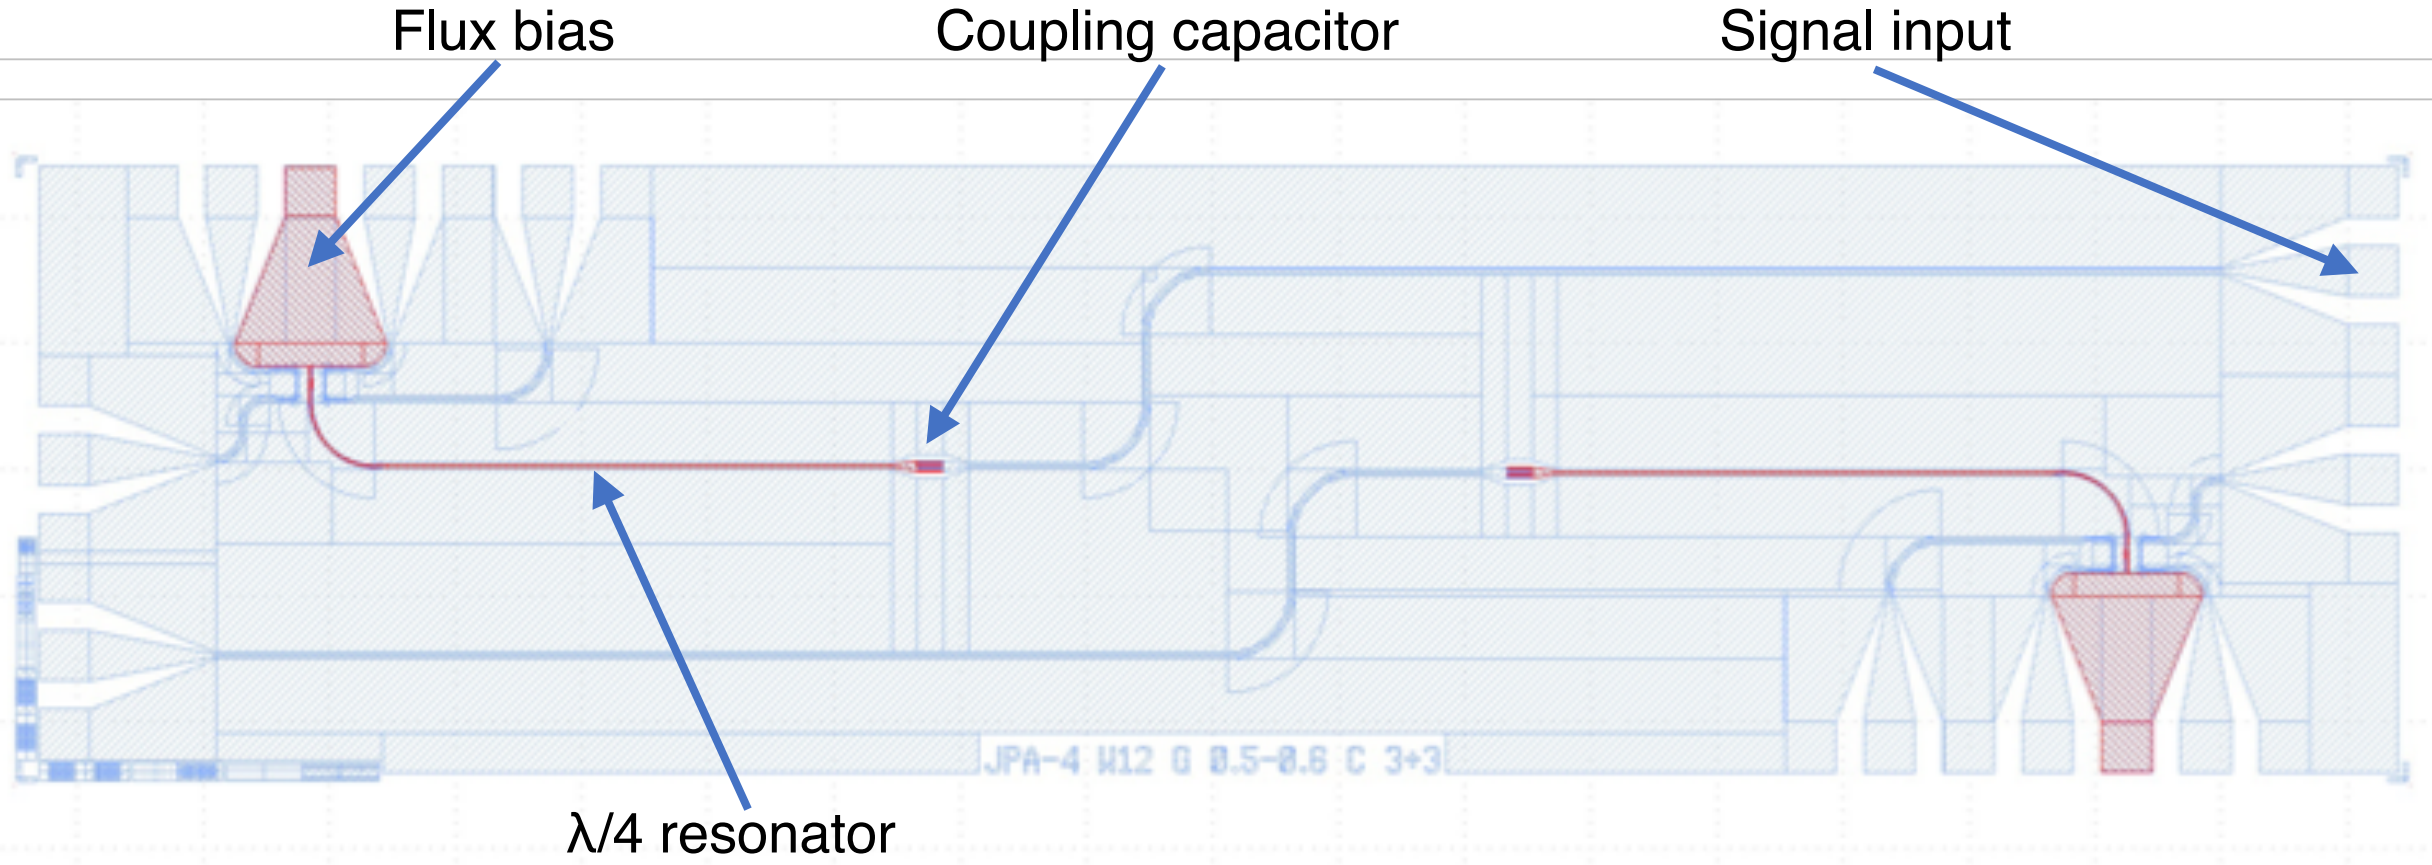 Flux bias
Coupling capacitor
Signal input
JPA-4 W12 G 0.5-0.6 C 3+3
λ/4 resonator